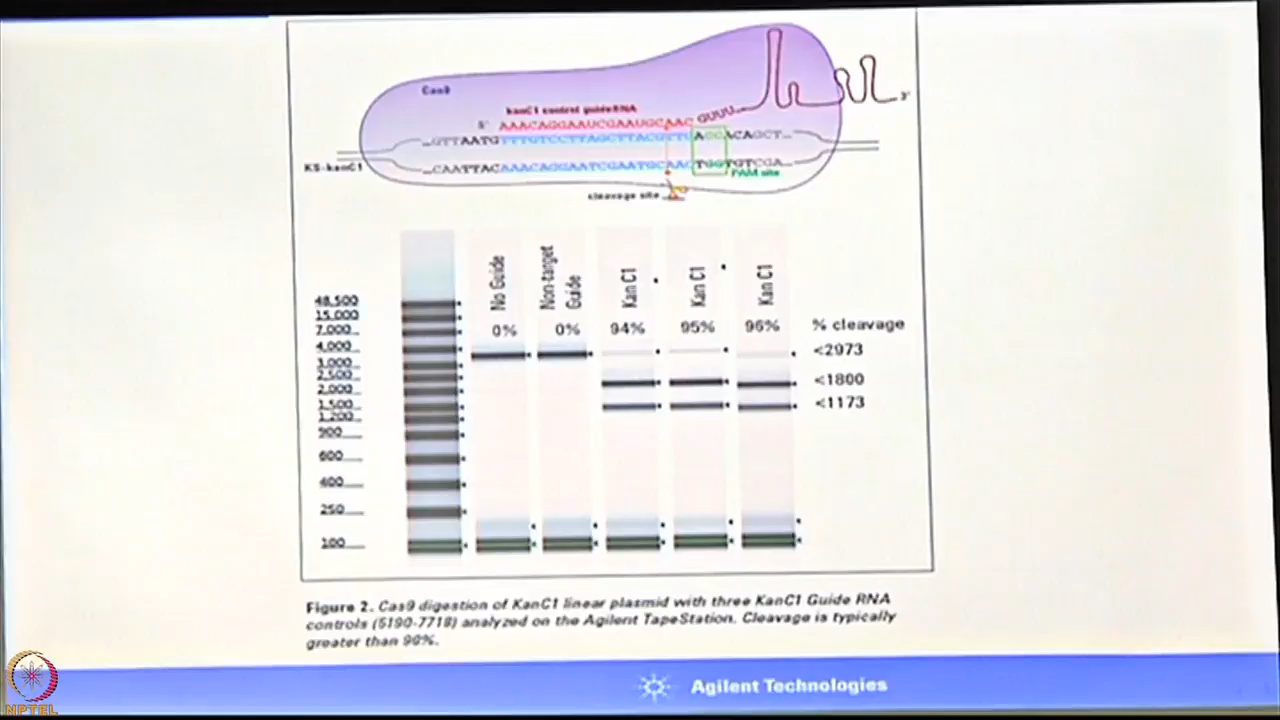 Cas9
kanC1 control guideRNA
5' AAACAGGAAUCGAAUGCAAC GUUU
3'
...GTTAATGTTTGTCCTTAGCTTACGTTGACCACAGCT...
KS-kanC1
...CAATTACAAACAGGAATCGAATGCAACTGGTGTCGA...
PAM site
cleavage site
No Guide
Non-target Guide
Kan C1
Kan C1
Kan C1
0% 0% 94% 95% 96% % cleavage
48,500
15,000
7,000
4,000
3,000
2,500
2,000
1,500
1,200
900
600
400
250
100
<2973
<1800
<1173
Figure 2. Cas9 digestion of KanC1 linear plasmid with three KanC1 Guide RNA
controls (5190-7718) analyzed on the Agilent TapeStation. Cleavage is typically
greater than 90%.
Agilent Technologies
NPTEL